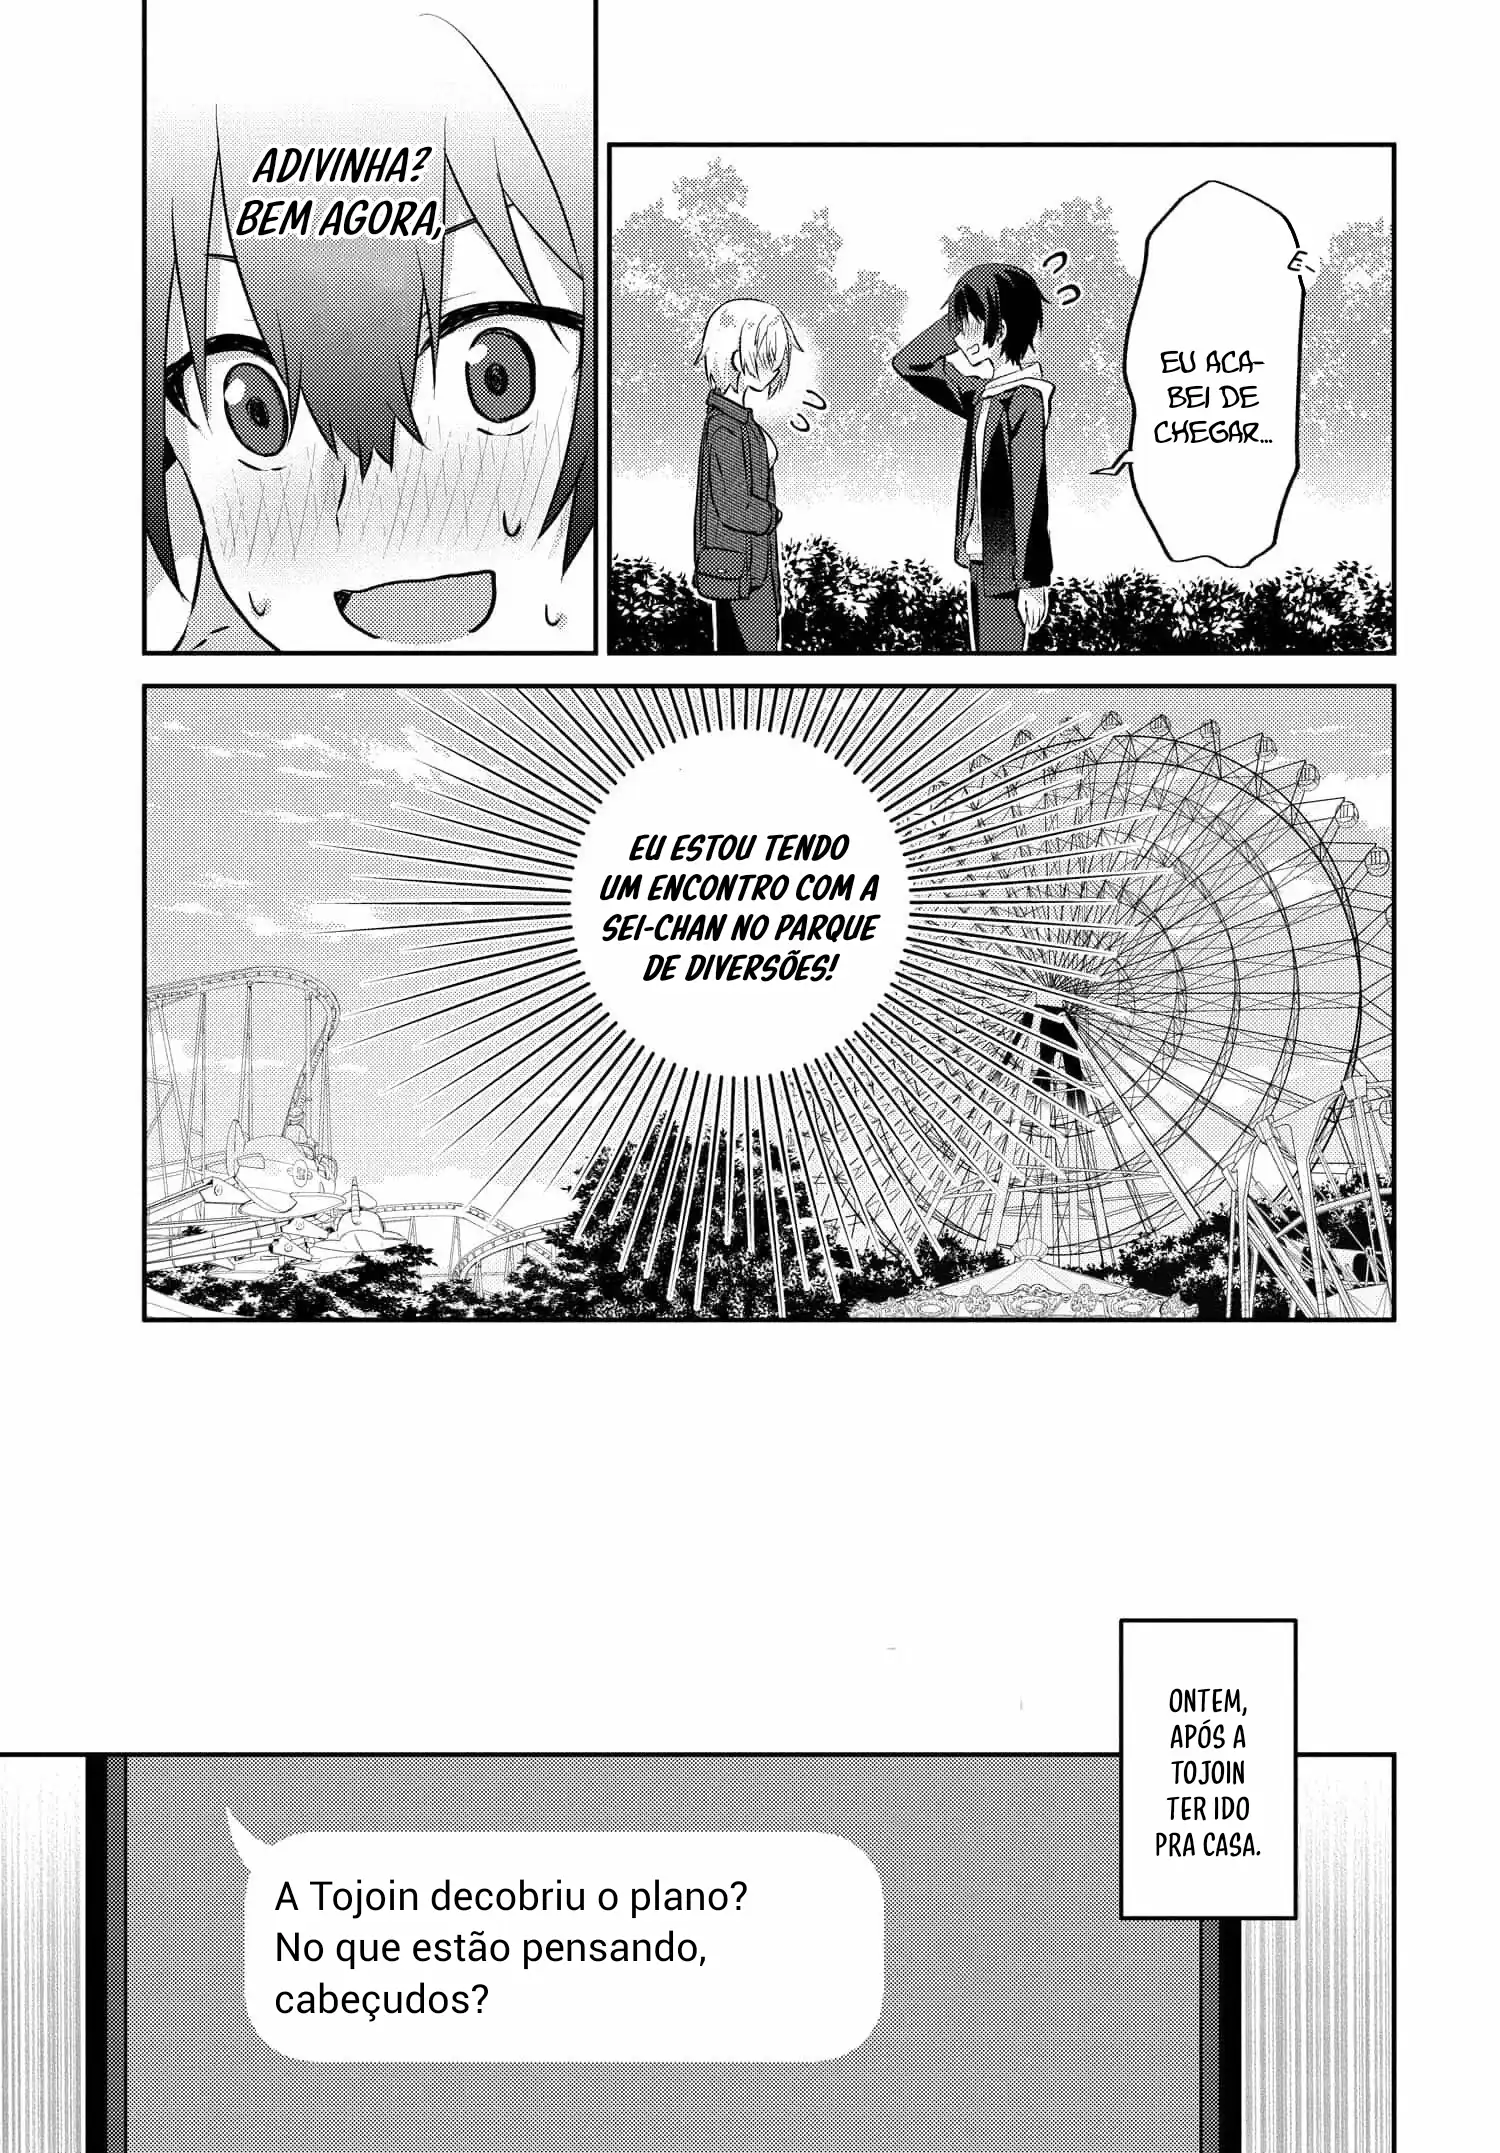 E-
EU ACA-
BEI DE
CHEGAR...
ADIVINHA?
BEM AGORA,
EU ESTOU TENDO
UM ENCONTRO COM A
SEI-CHAN NO PARQUE
DE DIVERSÕES!
ONTEM,
APÓS A
TOJOIN
TER IDO
PRA CASA.
A Tojoin decobriu o plano?
No que estão pensando,
cabeçudos?